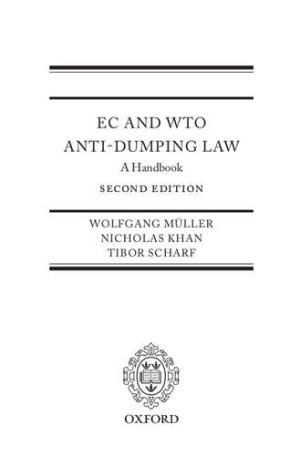 EC AND WTO
ANTI-DUMPING LAW
A Handbook
SECOND EDITION
WOLFGANG MÜLLER
NICHOLAS KHAN
TIBOR SCHARF
OXFORD